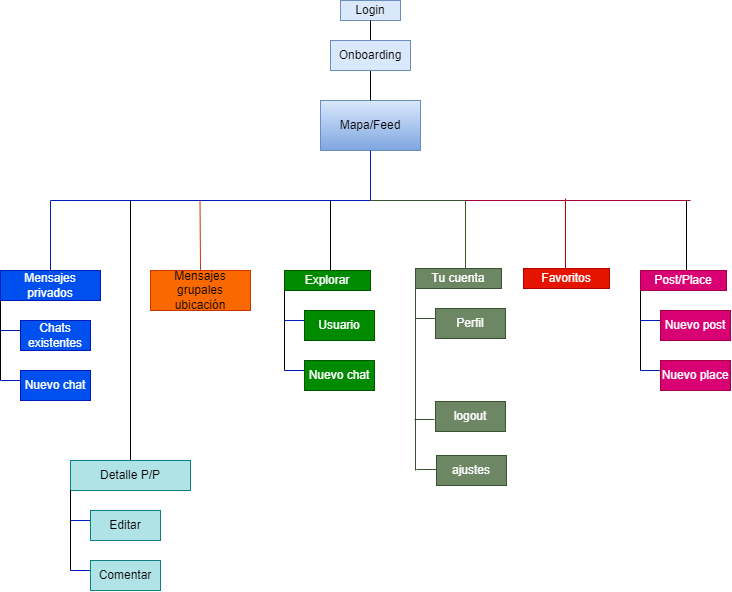 Login
Onboarding
Mapa/Feed
Mensajes
privados
Chats
existentes
Nuevo chat
Detalle P/P
Editar
Comentar
Mensajes
grupales
ubicación
Explorar
Usuario
Nuevo chat
Tu cuenta
Perfil
logout
ajustes
Favoritos
Post/Place
Nuevo post
Nuevo place